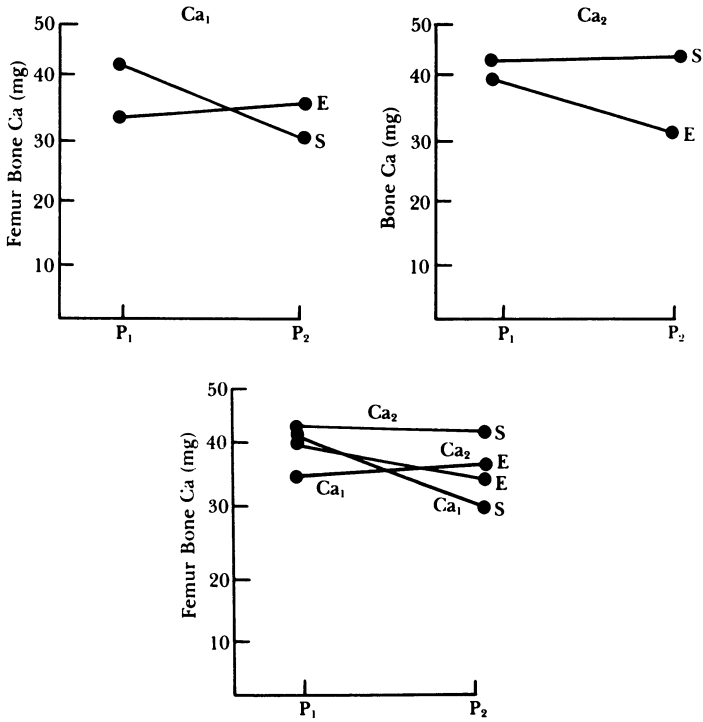 Ca₁
Femur Bone Ca (mg)
50
40
30
20
10
E
S
P₁
P₂
Ca₂
Bone Ca (mg)
50
40
30
20
10
S
E
P₁
P₂
Femur Bone Ca (mg)
50
40
30
20
10
Ca₂
S
Ca₂
E
E
Ca₁
Ca₁
S
P₁
P₂